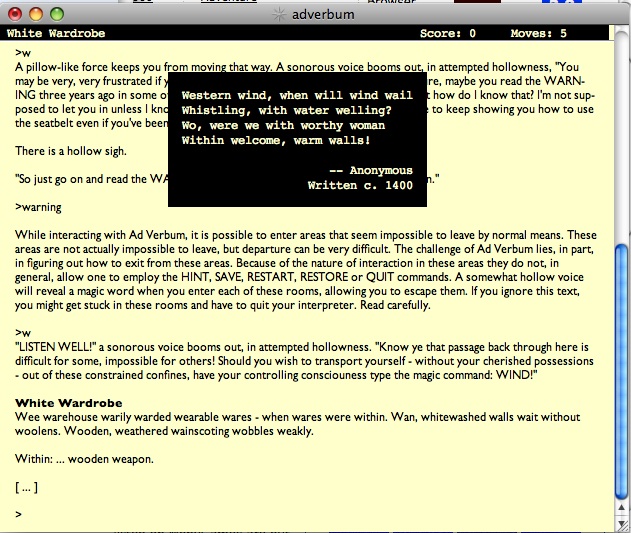 adverbum
White Wardrobe Score: 0 Moves: 5
>w
A pillow-like force keeps you from moving that way. A sonorous voice booms out, in attempted hollowness, "You
may be very, very frustrated if y
re, maybe you read the WARN-
ING three years ago in some o
t how do I know that? I'm not sup-
posed to let you in unless I kno
e to keep showing you how to use
the seatbelt even if you've been
Western wind, when will wind wail
Whistling, with water welling?
Wo, were we with worthy woman
Within welcome, warm walls!
-- Anonymous
Written c. 1400
There is a hollow sigh.
"So just go on and read the WA
n."
>warning
While interacting with Ad Verbum, it is possible to enter areas that seem impossible to leave by normal means. These
areas are not actually impossible to leave, but departure can be very difficult. The challenge of Ad Verbum lies, in part,
in figuring out how to exit from these areas. Because of the nature of interaction in these areas they do not, in
general, allow one to employ the HINT, SAVE, RESTART, RESTORE or QUIT commands. A somewhat hollow voice
will reveal a magic word when you enter each of these rooms, allowing you to escape them. If you ignore this text,
you might get stuck in these rooms and have to quit your interpreter. Read carefully.
>w
"LISTEN WELL!" a sonorous voice booms out, in attempted hollowness. "Know ye that passage back through here is
difficult for some, impossible for others! Should you wish to transport yourself - without your cherished possessions
- out of these constrained confines, have your controlling consciouness type the magic command: WIND!"
White Wardrobe
Wee warehouse warily warded wearable wares - when wares were within. Wan, whitewashed walls wait without
woolens. Wooden, weathered wainscoting wobbles weakly.
Within: ... wooden weapon.
[ ... ]
>